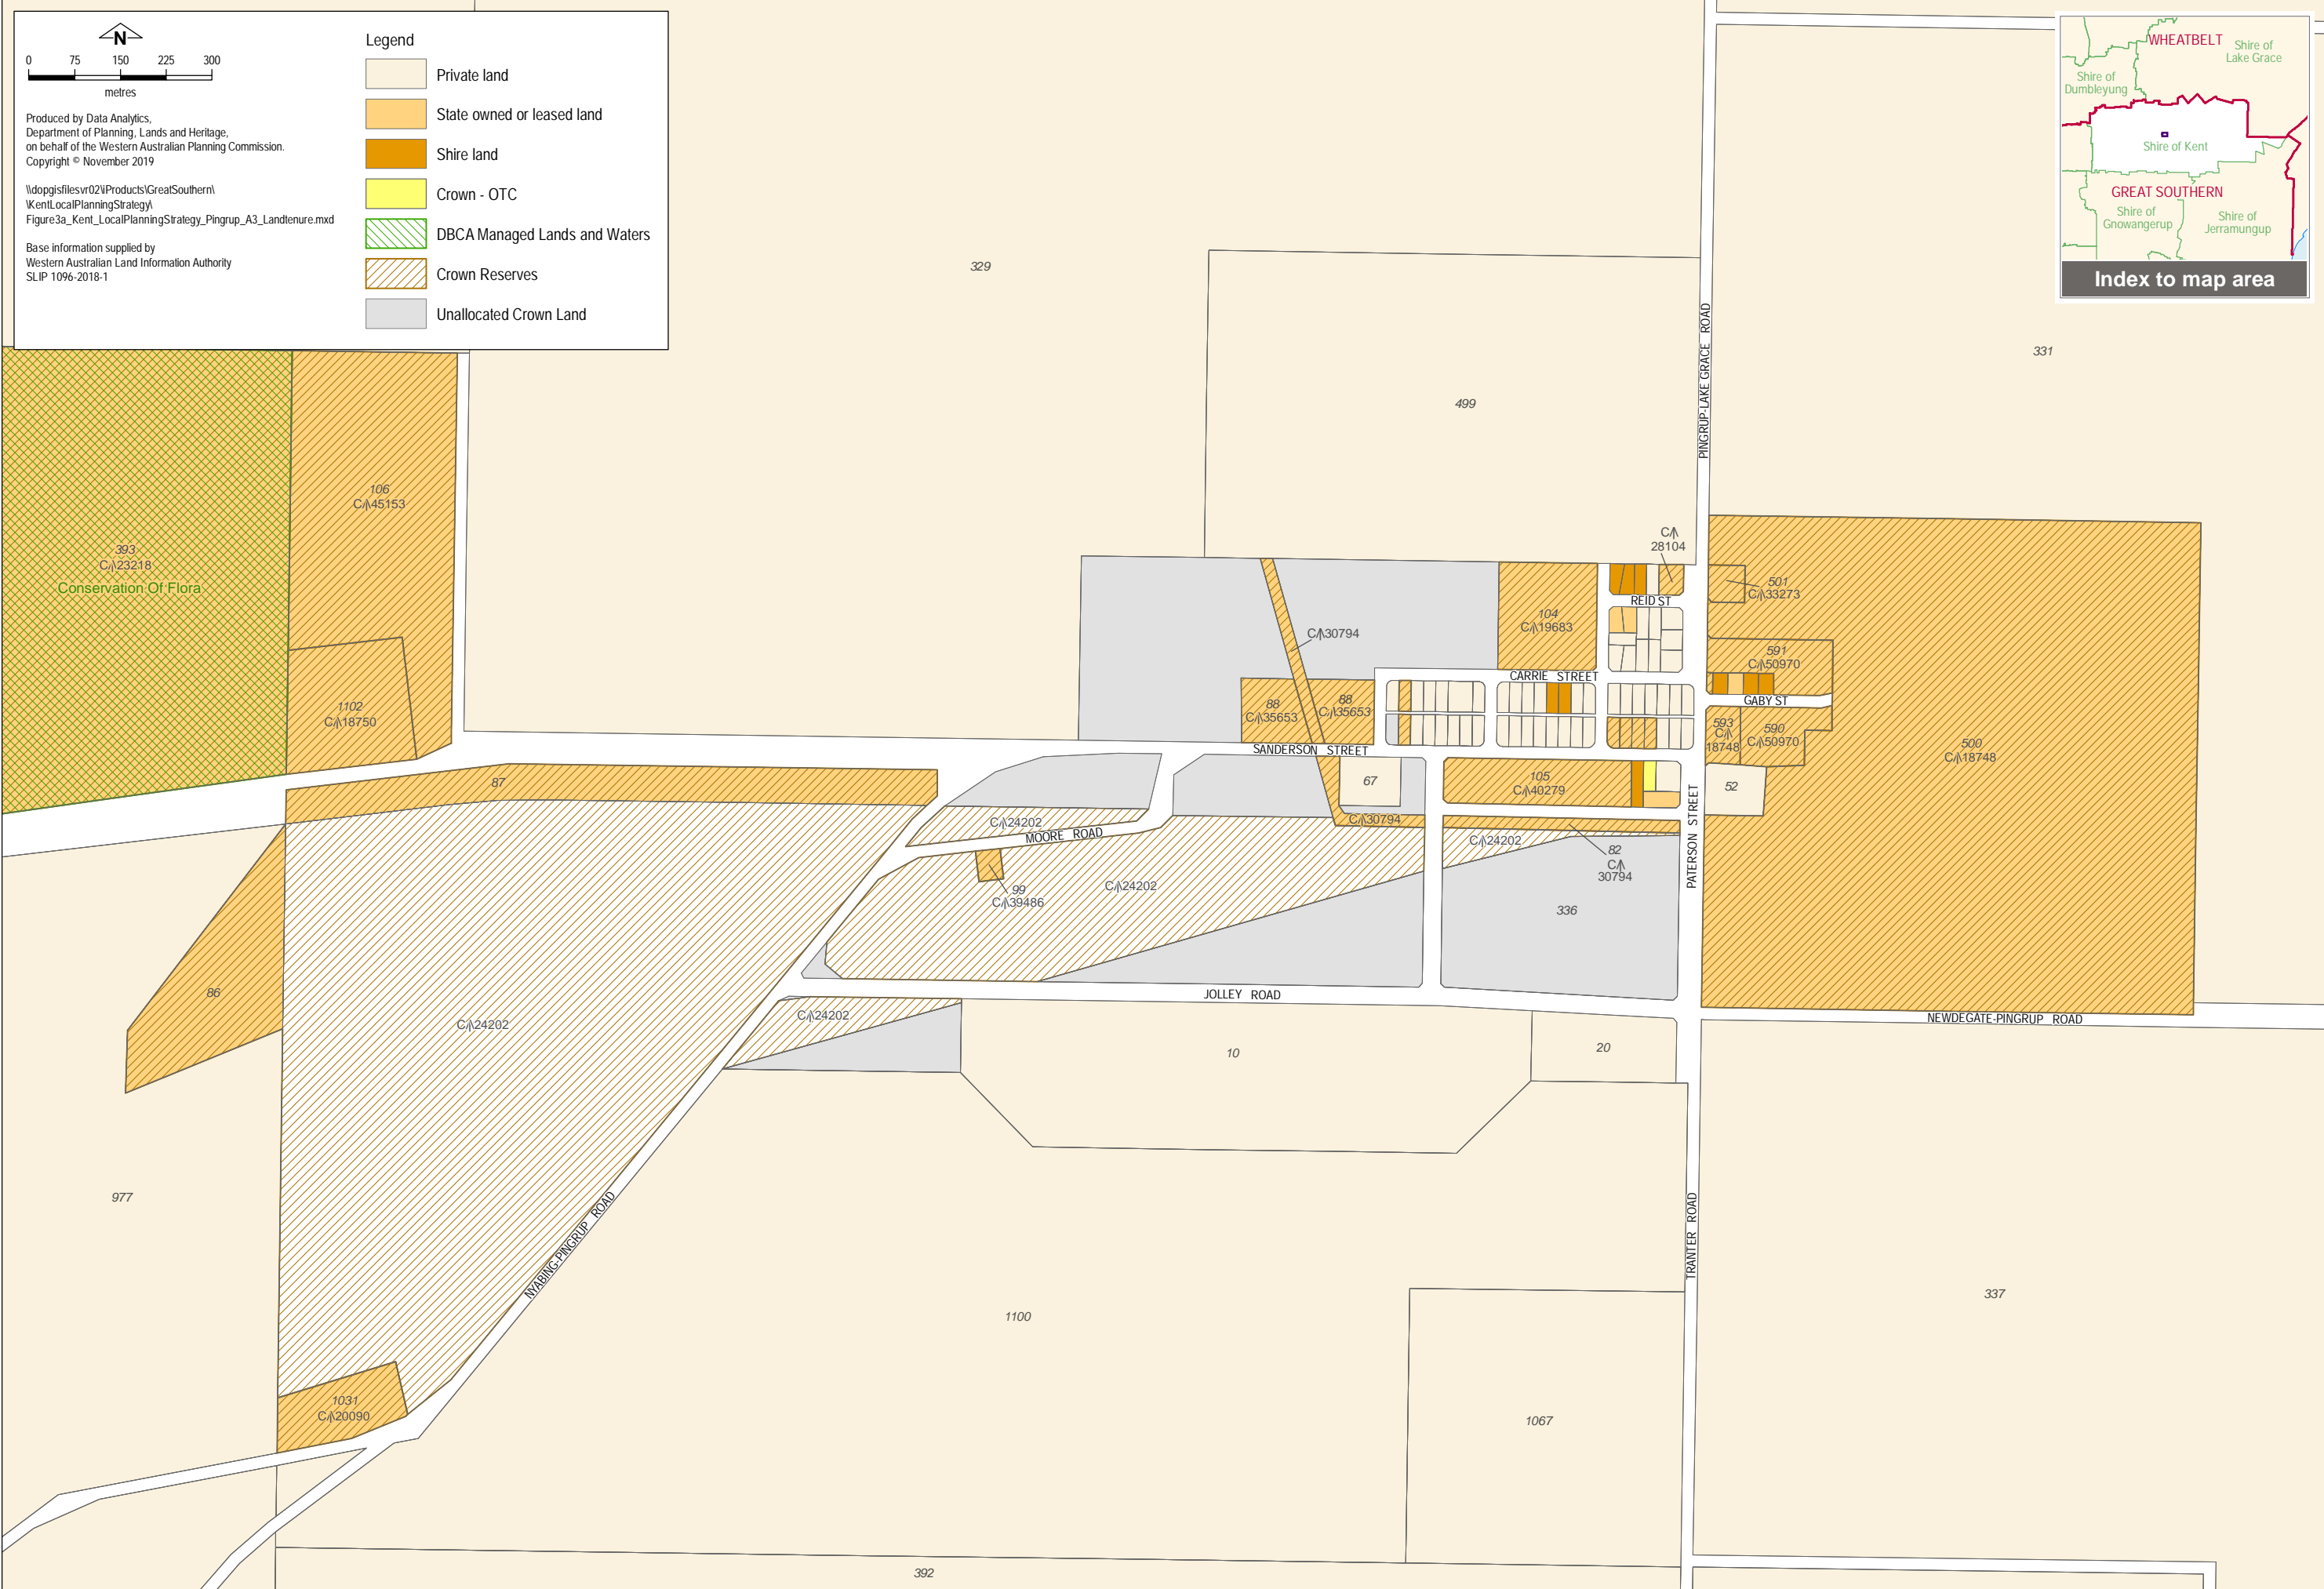 N
0 75 150 225 300
metres
Produced by Data Analytics,
Department of Planning, Lands and Heritage,
on behalf of the Western Australian Planning Commission.
Copyright © November 2019
\\dopgisfilesvr02\iProducts\GreatSouthern\
\KentLocalPlanningStrategy\
Figure3a_Kent_LocalPlanningStrategy_Pingrup_A3_Landtenure.mxd
Base information supplied by
Western Australian Land Information Authority
SLIP 1096-2018-1
Legend
Private land
State owned or leased land
Shire land
Crown - OTC
DBCA Managed Lands and Waters
Crown Reserves
Unallocated Crown Land
WHEATBELT
Shire of
Lake Grace
Shire of
Dumbleyung
Shire of Kent
GREAT SOUTHERN
Shire of
Gnowangerup
Shire of
Jerramungup
Index to map area
329
331
499
PINGRUP-LAKE GRACE ROAD
106
C/|\45153
393
C/|\23218
Conservation Of Flora
1102
C/|\18750
C/|\
28104
REID ST
501
C/|\33273
104
C/|\19683
C/|\30794
591
C/|\50970
CARRIE STREET
GABY ST
88
C/|\35653
88
C/|\35653
593
C/|\
18748
590
C/|\50970
500
C/|\18748
SANDERSON STREET
87
67
105
C/|\40279
52
C/|\24202
MOORE ROAD
C/|\30794
C/|\24202
82
C/|\
30794
PATERSON STREET
99
C/|\39486
C/|\24202
336
86
C/|\24202
C/|\24202
JOLLEY ROAD
NEWDEGATE-PINGRUP ROAD
10
20
977
NYABING-PINGRUP ROAD
TRANTER ROAD
1100
337
1031
C/|\20090
1067
392